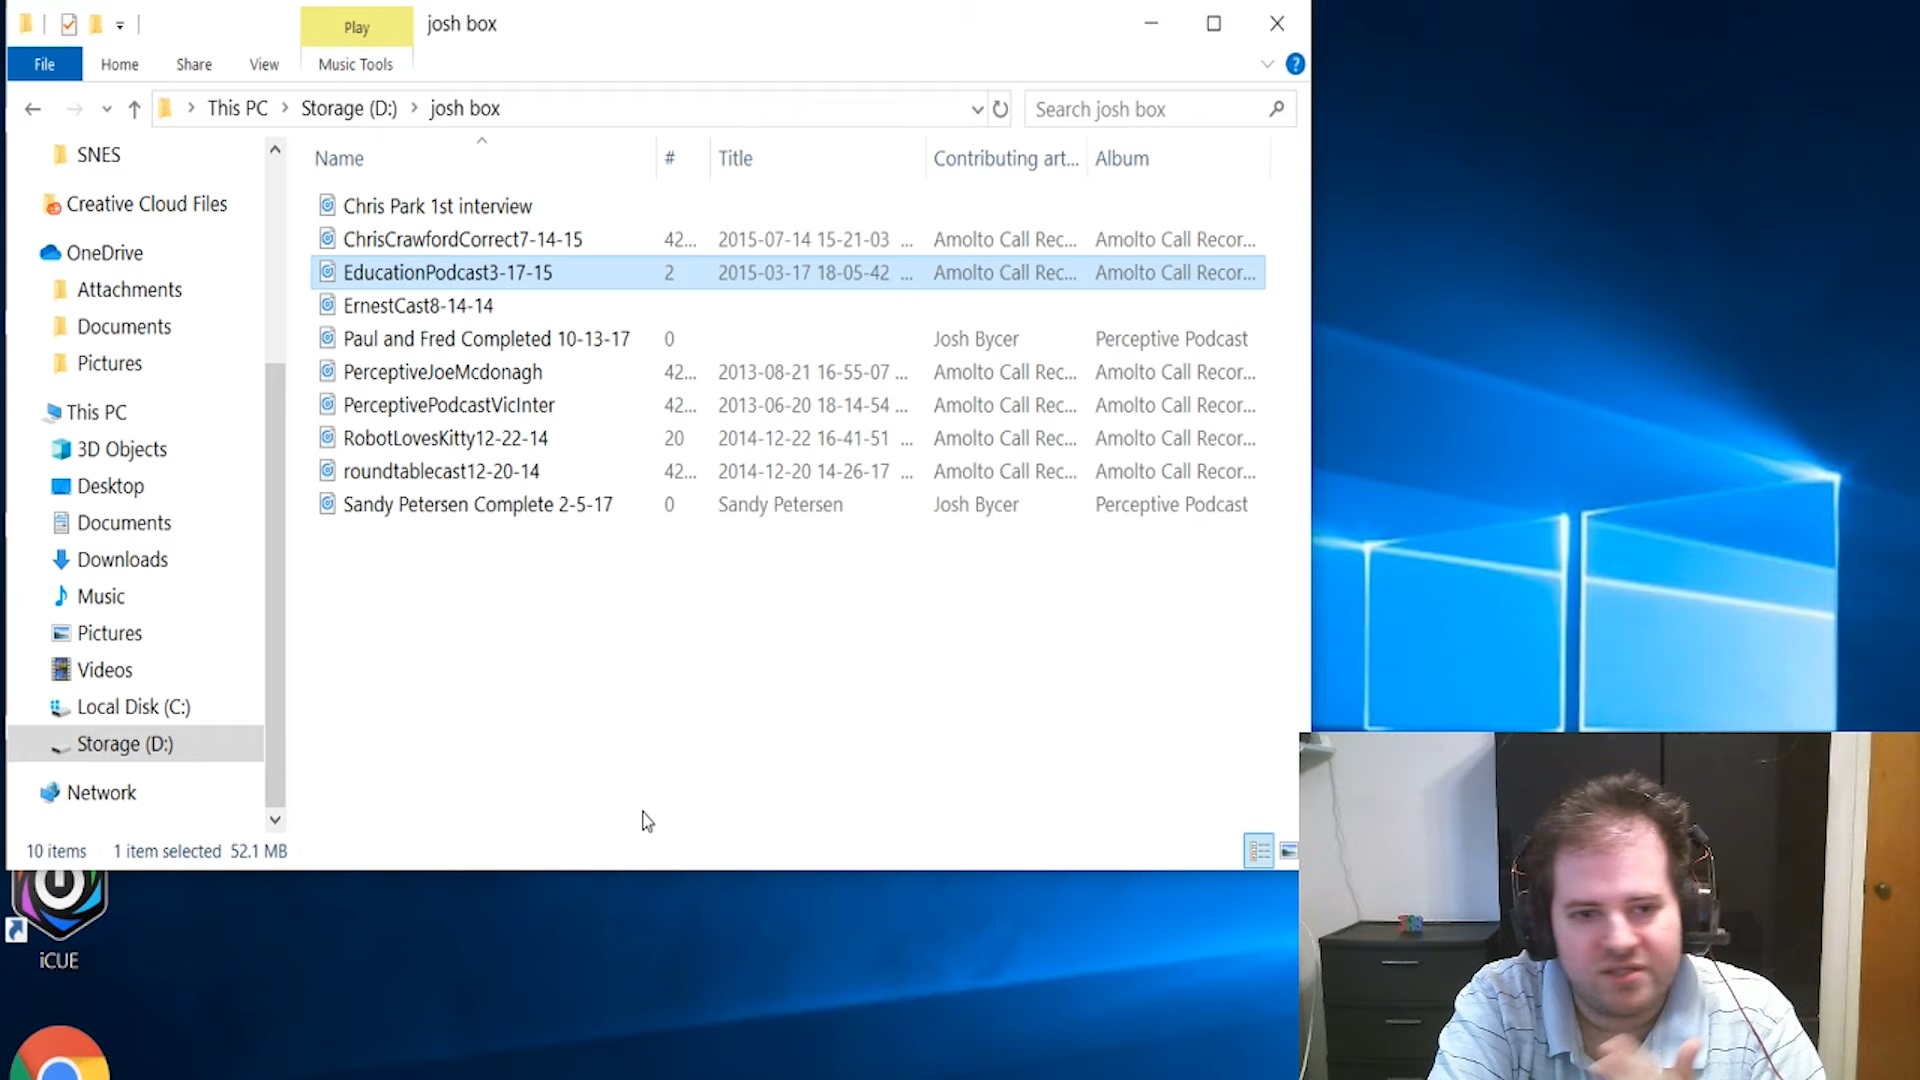 Play
josh box
File
Home
Share
View
Music Tools
This PC
Storage (D:)
josh box
Search josh box
SNES
Creative Cloud Files
OneDrive
Attachments
Documents
Pictures
This PC
3D Objects
Desktop
Documents
Downloads
Music
Pictures
Videos
Local Disk (C:)
Storage (D:)
Network
Name # Title Contributing art... Album
Chris Park 1st interview
ChrisCrawfordCorrect7-14-15 42... 2015-07-14 15-21-03 ... Amolto Call Rec... Amolto Call Recor...
EducationPodcast3-17-15 2 2015-03-17 18-05-42 ... Amolto Call Rec... Amolto Call Recor...
ErnestCast8-14-14
Paul and Fred Completed 10-13-17 0 Josh Bycer Perceptive Podcast
PerceptiveJoeMcdonagh 42... 2013-08-21 16-55-07 ... Amolto Call Rec... Amolto Call Recor...
PerceptivePodcastVicInter 42... 2013-06-20 18-14-54 ... Amolto Call Rec... Amolto Call Recor...
RobotLovesKitty12-22-14 20 2014-12-22 16-41-51 ... Amolto Call Rec... Amolto Call Recor...
roundtablecast12-20-14 42... 2014-12-20 14-26-17 ... Amolto Call Rec... Amolto Call Recor...
Sandy Petersen Complete 2-5-17 0 Sandy Petersen Josh Bycer Perceptive Podcast
10 items 1 item selected 52.1 MB
iCUE